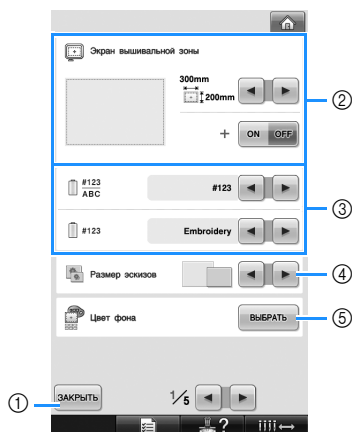 Экран вышивальной зоны
300mm
200mm
+ ON OFF
②
#123
ABC
#123
③
#123
Embroidery
Размер эскизов
④
Цвет фона
ВЫБРАТЬ
⑤
①
ЗАКРЫТЬ
1/5
?